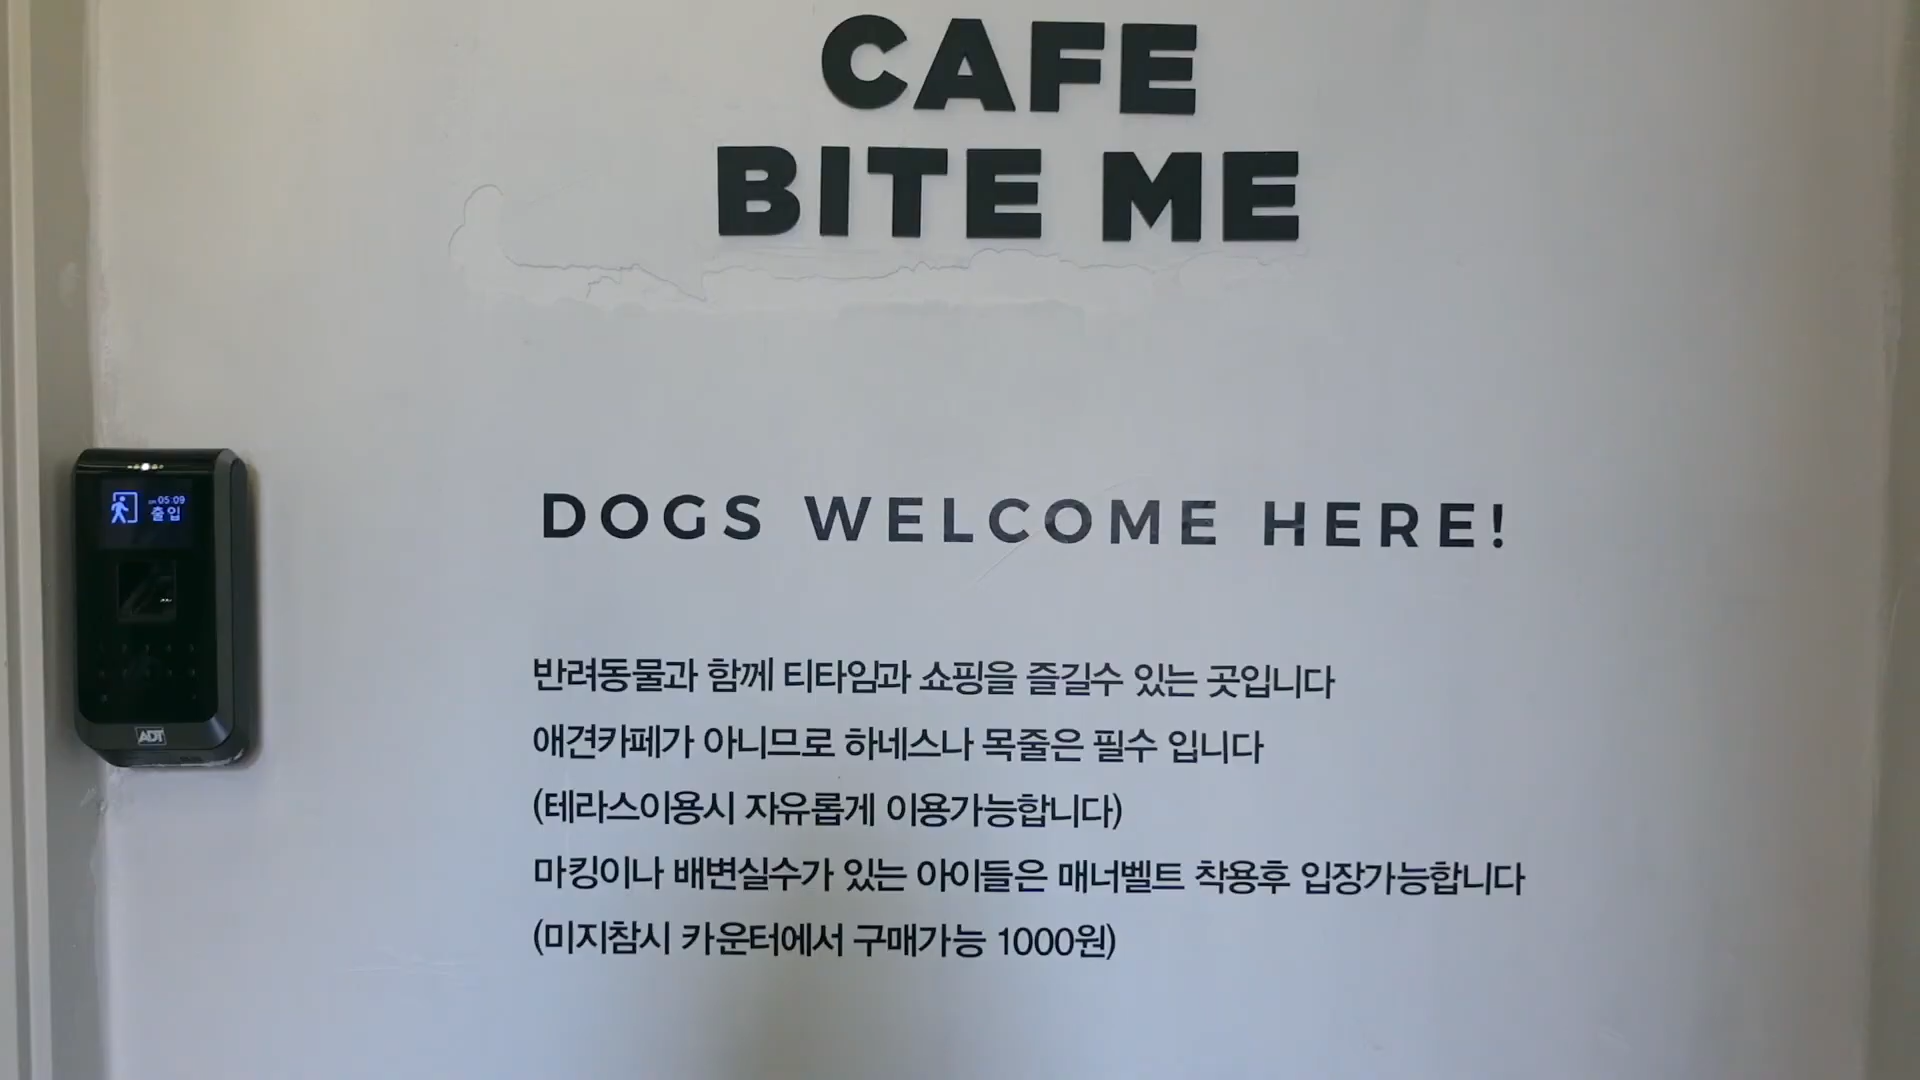 CAFE
BITE ME
DOGS WELCOME HERE!
반려동물과 함께 티타임과 쇼핑을 즐길수 있는 곳입니다
애견카페가 아니므로 하네스나 목줄은 필수 입니다
(테라스이용시 자유롭게 이용가능합니다)
마킹이나 배변실수가 있는 아이들은 매너벨트 착용후 입장가능합니다
(미지참시 카운터에서 구매가능 1000원)
05:09
출입
ADT